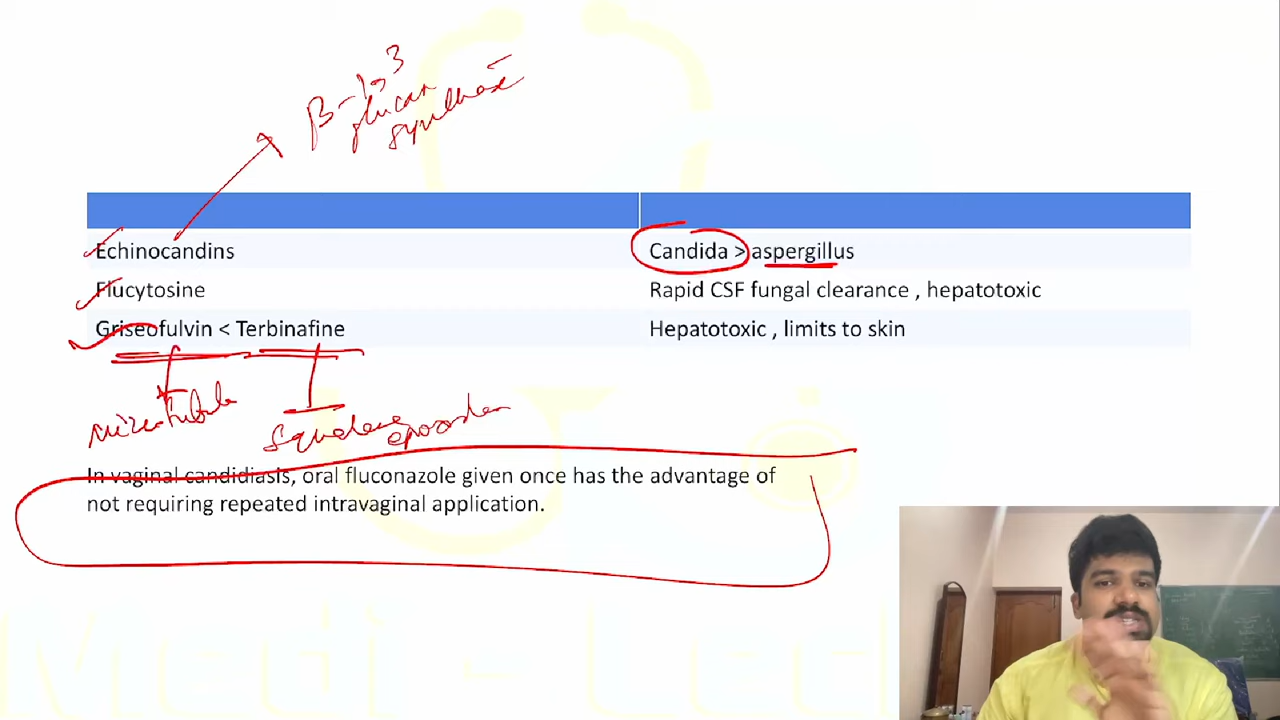 β-1,3
glucan
synthase
Echinocandins	Candida > aspergillus
Flucytosine	Rapid CSF fungal clearance , hepatotoxic
Griseofulvin < Terbinafine	Hepatotoxic , limits to skin
microtubule
squalene
In vaginal candidiasis, oral fluconazole given once has the advantage of
not requiring repeated intravaginal application.